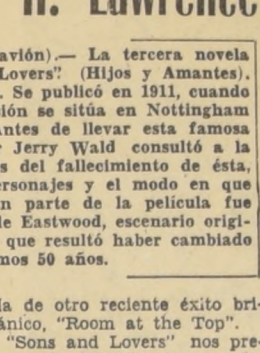 H. Lawrence
avión).— La tercera novela
Lovers" (Hijos y Amantes).
. Se publicó en 1911, cuando
ción se sitúa en Nottingham
Antes de llevar esta famosa
r Jerry Wald consultó a la
s del fallecimiento de ésta,
ersonajes y el modo en que
n parte de la película fue
de Eastwood, escenario origi-
que resultó haber cambiado
mos 50 años.
la de otro reciente éxito bri-
ánico, "Room at the Top".
"Sons and Lovers" nos pre-